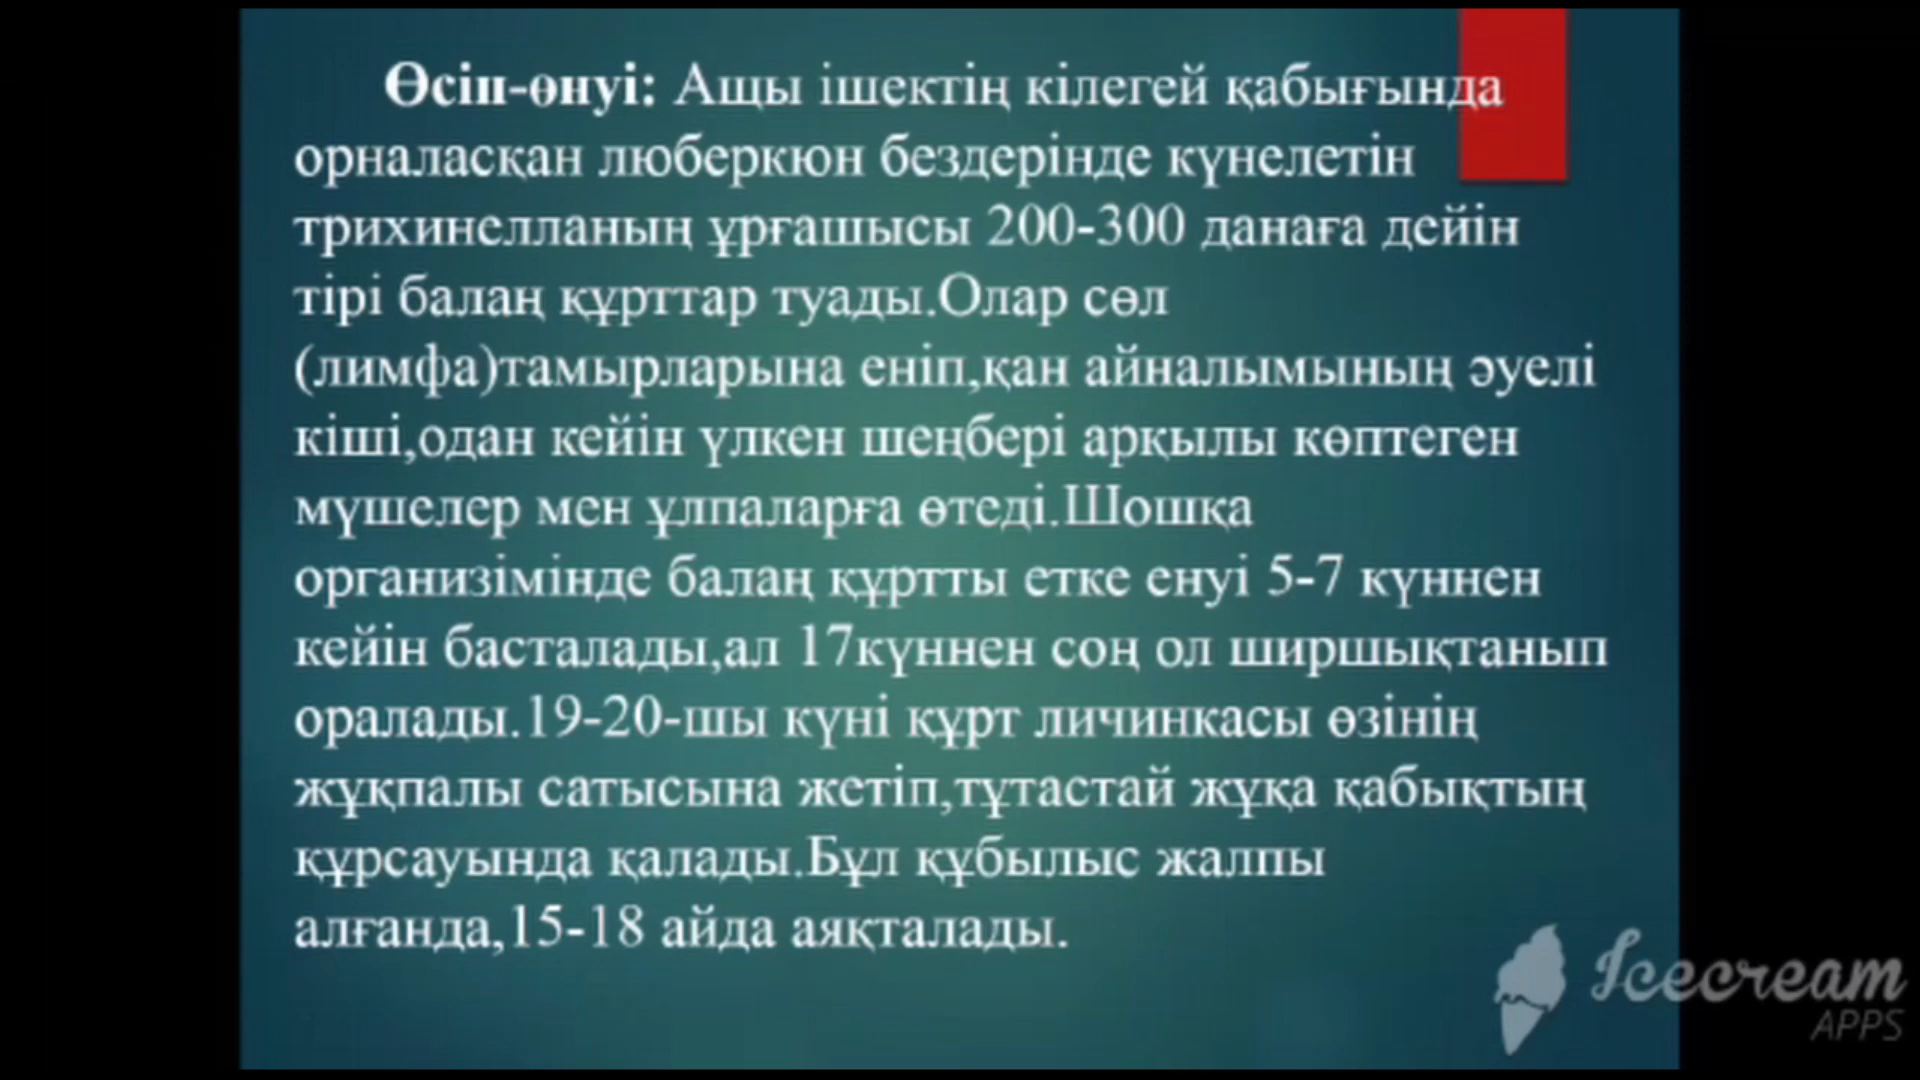 Өсіп-өнуі: Ащы ішектің кілегей қабығында
орналасқан люберкюн бездерінде күнелетін
трихинелланың ұрғашысы 200-300 данаға дейін
тірі балаң құрттар туады.Олар сөл
(лимфа)тамырларына еніп,қан айналымының әуелі
кіші,одан кейін үлкен шеңбері арқылы көптеген
мүшелер мен ұлпаларға өтеді.Шошқа
организімінде балаң құртты етке енуі 5-7 күннен
кейін басталады,ал 17күннен соң ол ширшықтанып
оралады.19-20-шы күні құрт личинкасы өзінің
жұқпалы сатысына жетіп,тұтастай жұқа қабықтың
құрсауында қалады.Бұл құбылыс жалпы
алғанда,15-18 айда аяқталады.
Icecream
APPS